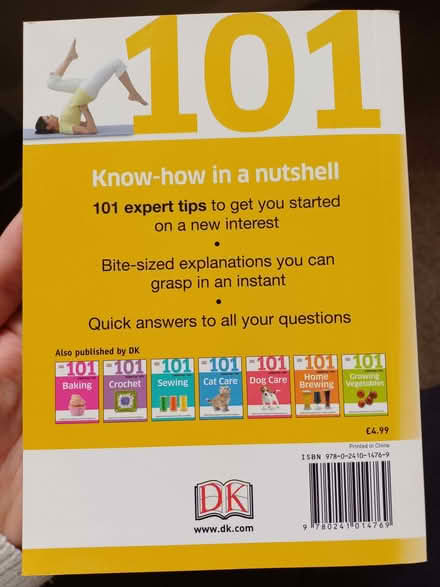 101
Know-how in a nutshell
101 expert tips to get you started
on a new interest
•
Bite-sized explanations you can
grasp in an instant
•
Quick answers to all your questions
Also published by DK
101
Baking
101
Crochet
101
Sewing
101
Cat Care
101
Dog Care
101
Home
Brewing
101
Growing
Vegetables
£4.99
Printed in China
ISBN 978-0-2410-1476-9
DK
www.dk.com
9 780241 014769